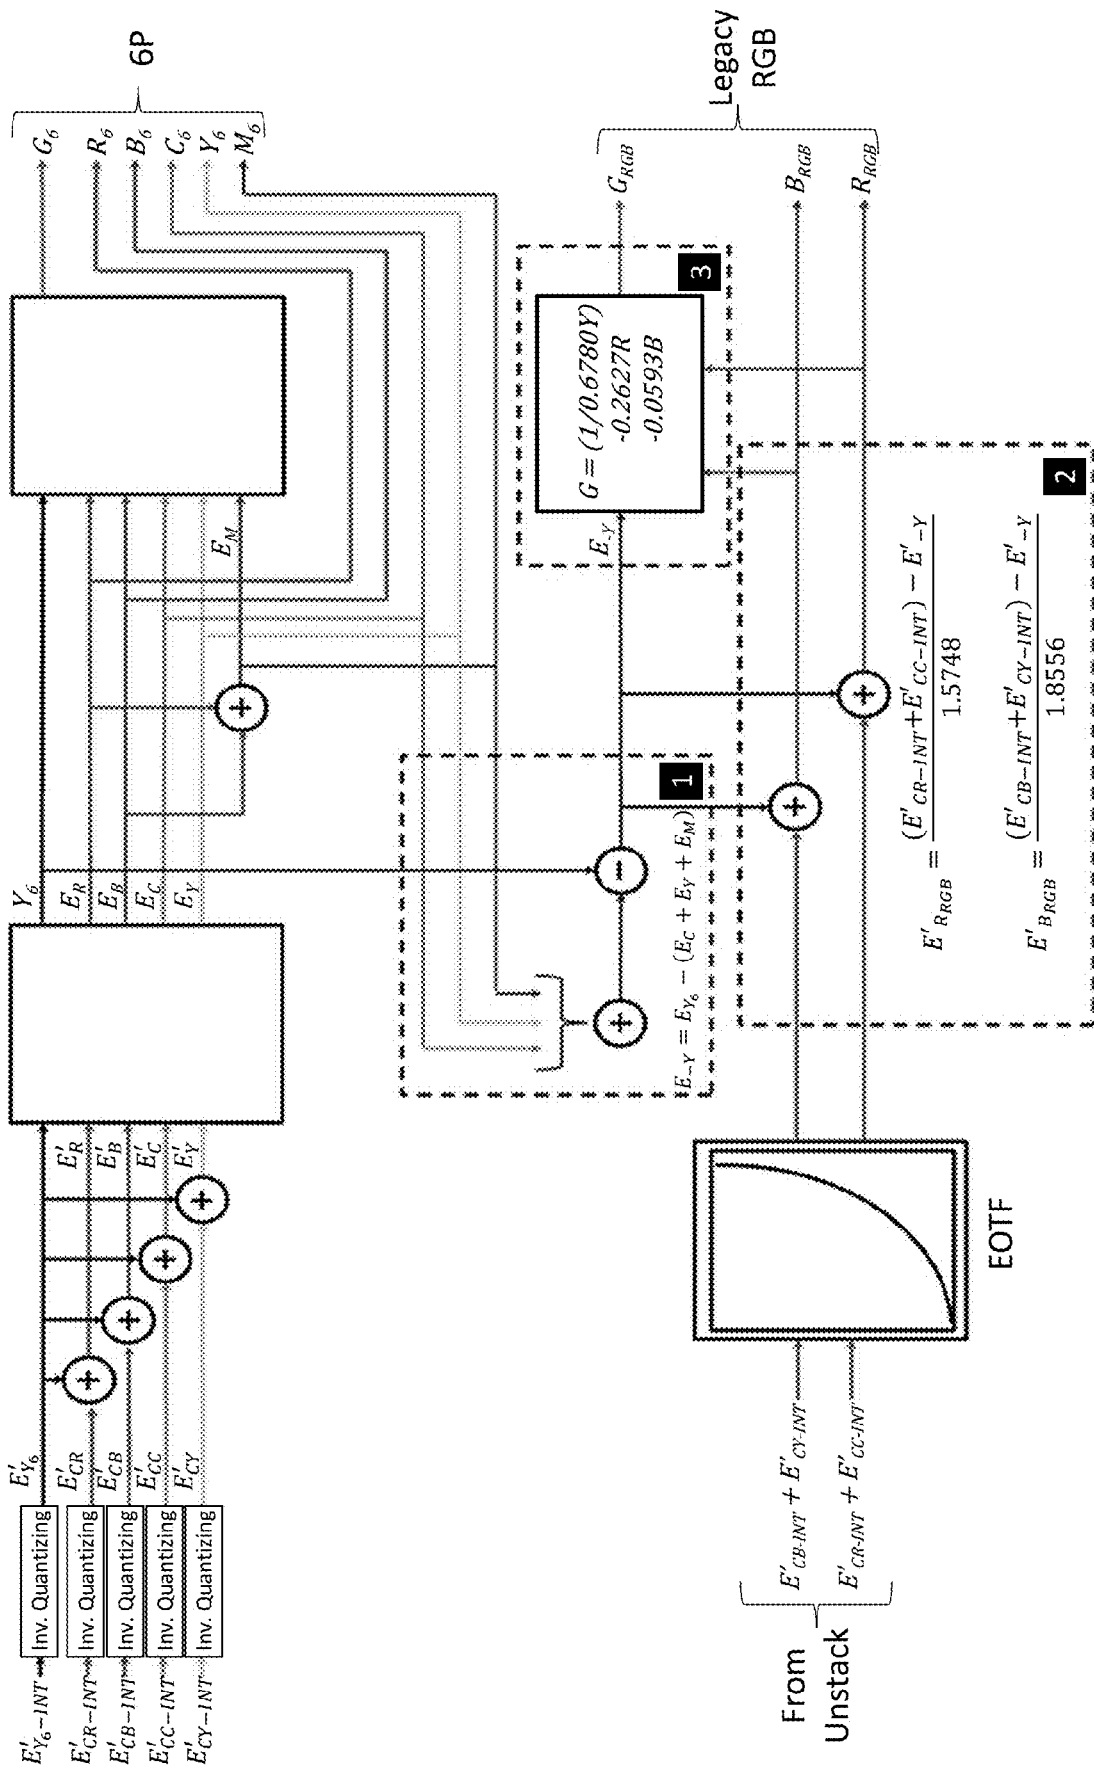 E'Y6-INT
Inv. Quantizing
E'Y6
E'CR-INT
Inv. Quantizing
E'CR
E'CB-INT
Inv. Quantizing
E'CB
E'CC-INT
Inv. Quantizing
E'CC
E'CY-INT
Inv. Quantizing
E'CY
+
+
+
+
E'R
E'B
E'C
E'Y
Y6
ER
EB
EC
EY
+
EM
G6
R6
B6
C6
Y6
M6
6P
+
−
E-Y = EY6 − (EC + EY + EM)
1
E-Y
G = (1/0.6780Y)
-0.2627R
-0.0593B
3
GRGB
BRGB
RRGB
Legacy
RGB
From
Unstack
E'CB-INT + E'CY-INT
E'CR-INT + E'CC-INT
EOTF
+
+
E'RRGB = (E'CR−INT+E'CC−INT) − E'−Y
1.5748
E'BRGB = (E'CB−INT+E'CY−INT) − E'−Y
1.8556
2